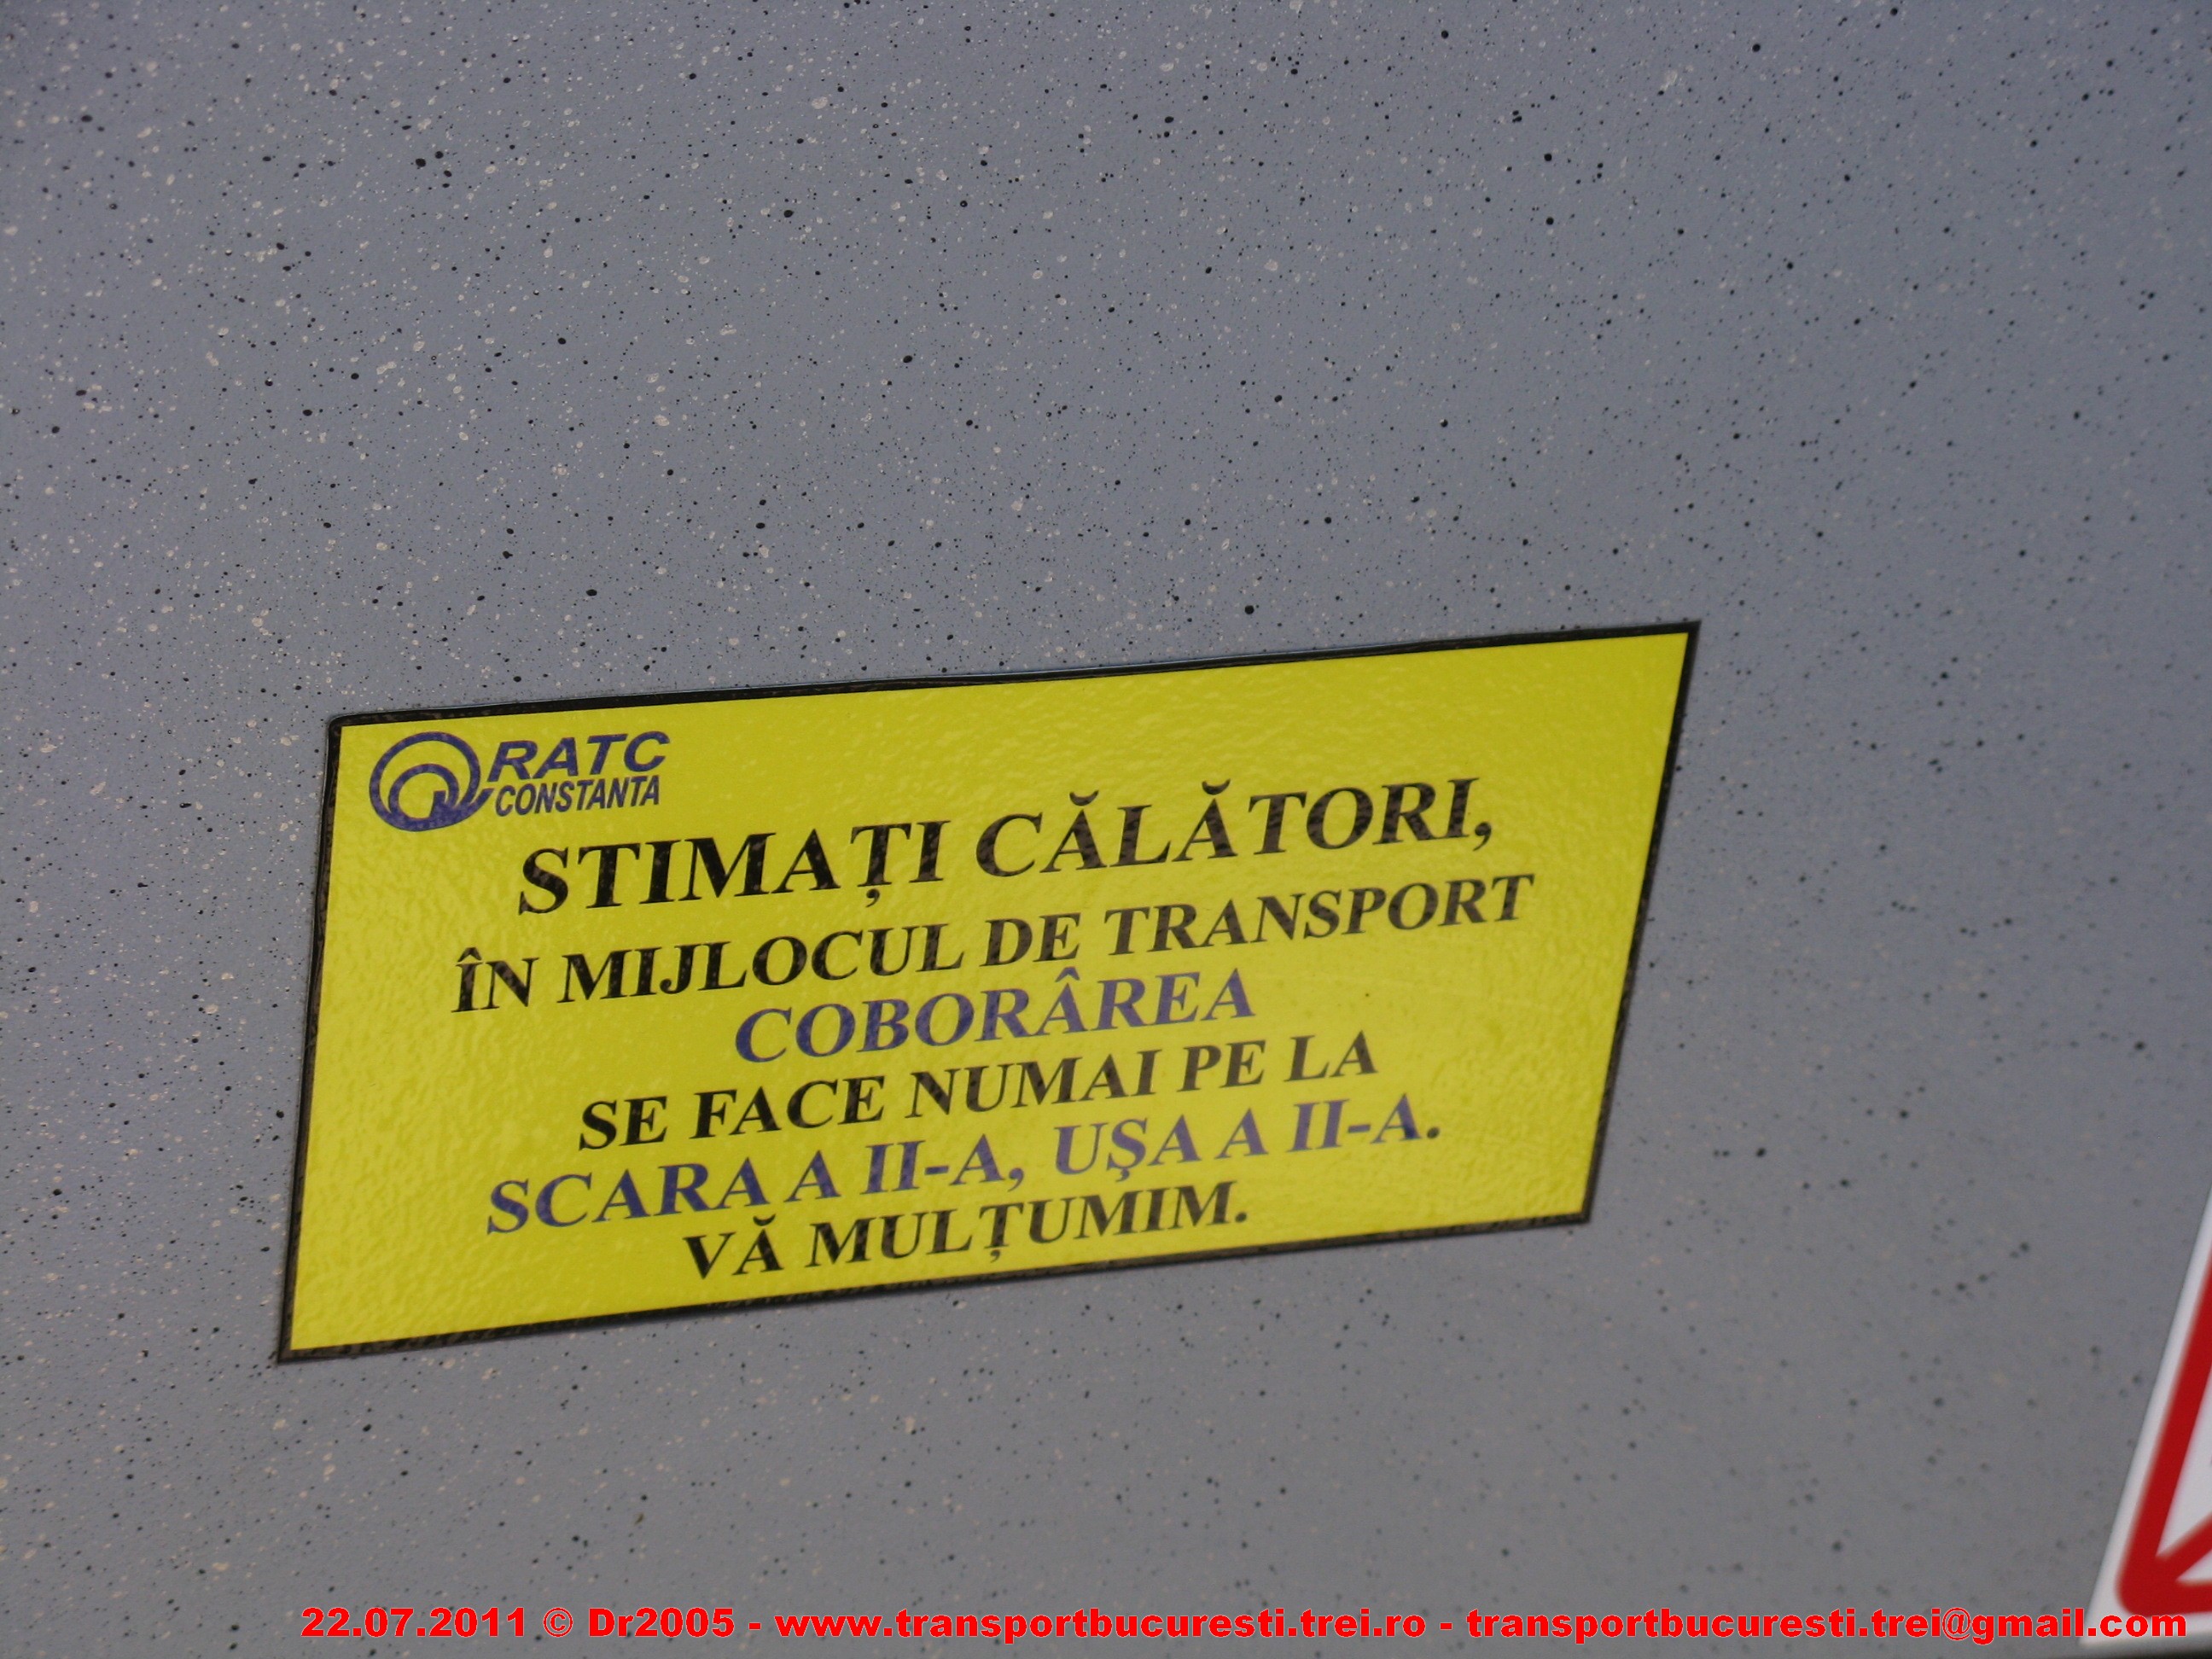 RATC
CONSTANTA
STIMAȚI CĂLĂTORI,
ÎN MIJLOCUL DE TRANSPORT
COBORÂREA
SE FACE NUMAI PE LA
SCARA A II-A, UŞA A II-A.
VĂ MULȚUMIM.
22.07.2011 © Dr2005 - www.transportbucuresti.trei.ro - transportbucuresti.trei@gmail.com